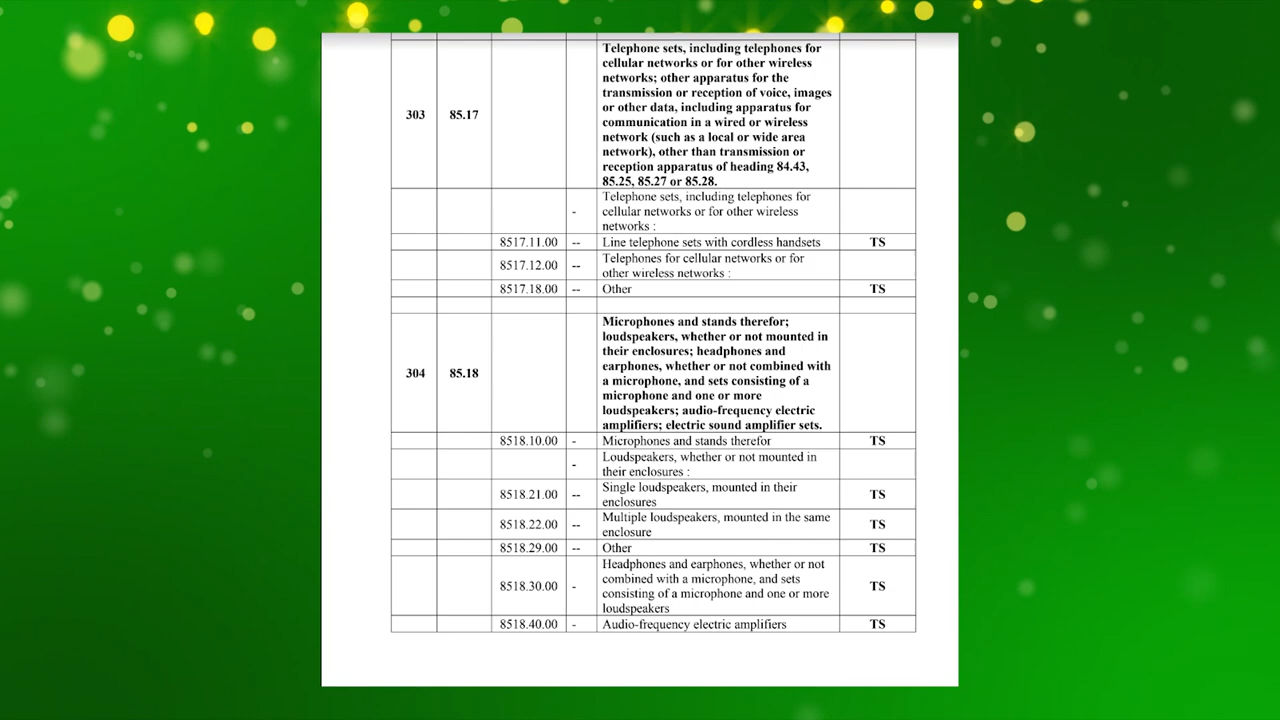 Telephone sets, including telephones for
cellular networks or for other wireless
networks; other apparatus for the
transmission or reception of voice, images
or other data, including apparatus for
303 85.17 communication in a wired or wireless
network (such as a local or wide area
network), other than transmission or
reception apparatus of heading 84.43,
85.25, 85.27 or 85.28.
Telephone sets, including telephones for
- cellular networks or for other wireless
networks :
8517.11.00 -- Line telephone sets with cordless handsets TS
8517.12.00 -- Telephones for cellular networks or for
other wireless networks :
8517.18.00 -- Other TS
Microphones and stands therefor;
loudspeakers, whether or not mounted in
their enclosures; headphones and
304 85.18 earphones, whether or not combined with
a microphone, and sets consisting of a
microphone and one or more
loudspeakers; audio-frequency electric
amplifiers; electric sound amplifier sets.
8518.10.00 - Microphones and stands therefor TS
- Loudspeakers, whether or not mounted in
their enclosures :
8518.21.00 -- Single loudspeakers, mounted in their
enclosures TS
8518.22.00 -- Multiple loudspeakers, mounted in the same
enclosure TS
8518.29.00 -- Other TS
Headphones and earphones, whether or not
8518.30.00 - combined with a microphone, and sets
consisting of a microphone and one or more TS
loudspeakers
8518.40.00 - Audio-frequency electric amplifiers TS